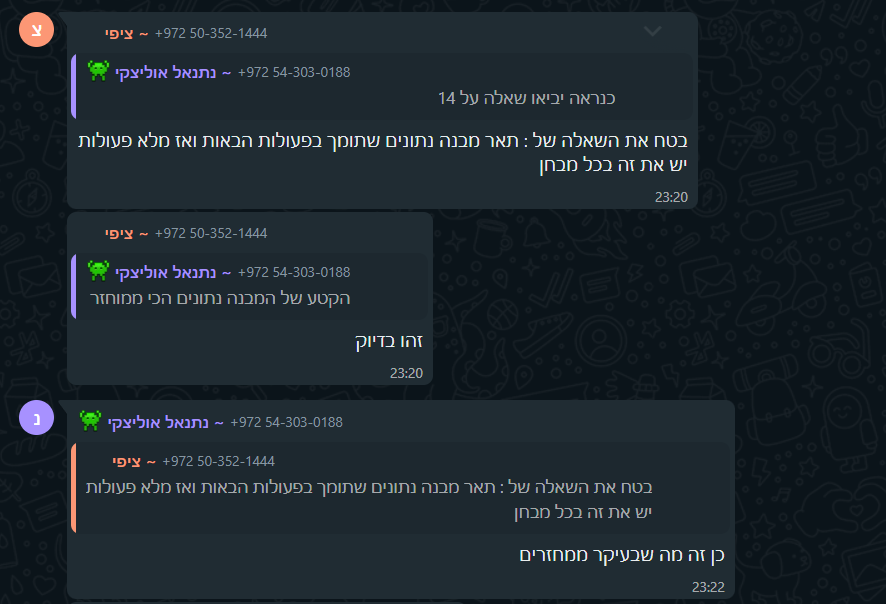 צ
~ ציפי +972 50-352-1444
~ נתנאל אוליצקי +972 54-303-0188
כנראה יביאו שאלה על 14
בטח את השאלה של : תאר מבנה נתונים שתומך בפעולות הבאות ואז מלא פעולות
יש את זה בכל מבחן
23:20
~ ציפי +972 50-352-1444
~ נתנאל אוליצקי +972 54-303-0188
הקטע של המבנה נתונים הכי ממוחזר
זהו בדיוק
23:20
נ
~ נתנאל אוליצקי +972 54-303-0188
~ ציפי +972 50-352-1444
בטח את השאלה של : תאר מבנה נתונים שתומך בפעולות הבאות ואז מלא פעולות
יש את זה בכל מבחן
כן זה מה שבעיקר ממחזרים
23:22